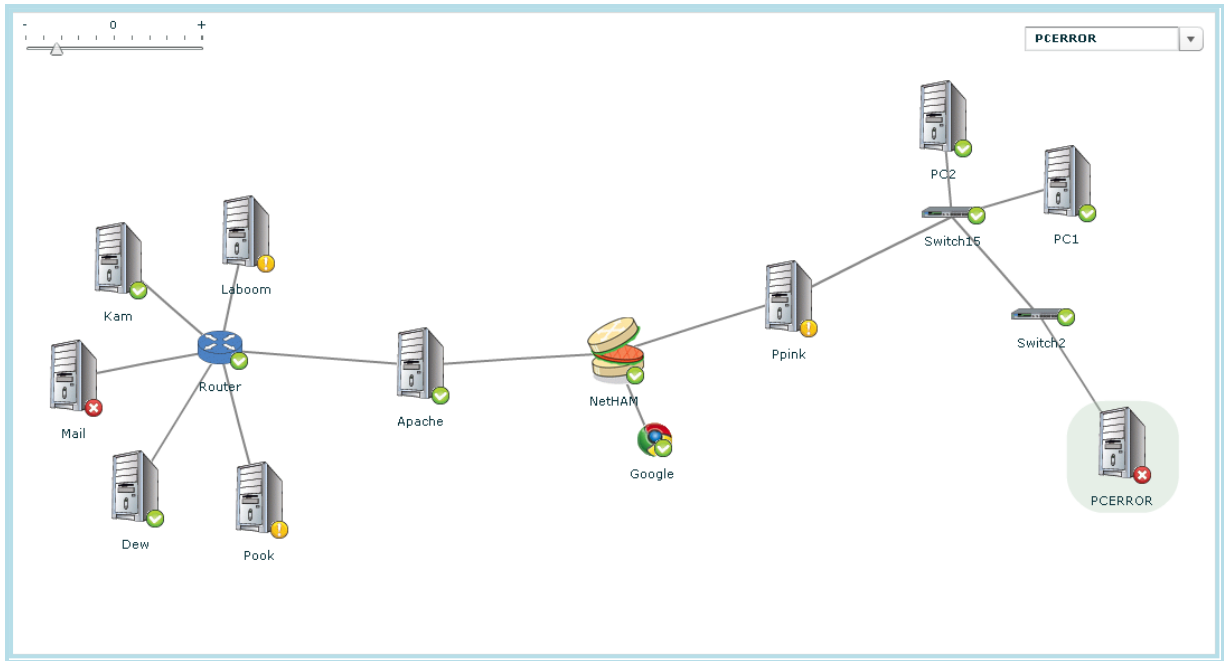 - 0 +
PCERROR
PC2
Switch15
PC1
Laboom
Kam
Switch2
Ppink
Router
NetHAM
Apache
Mail
Google
PCERROR
Dew
Pook